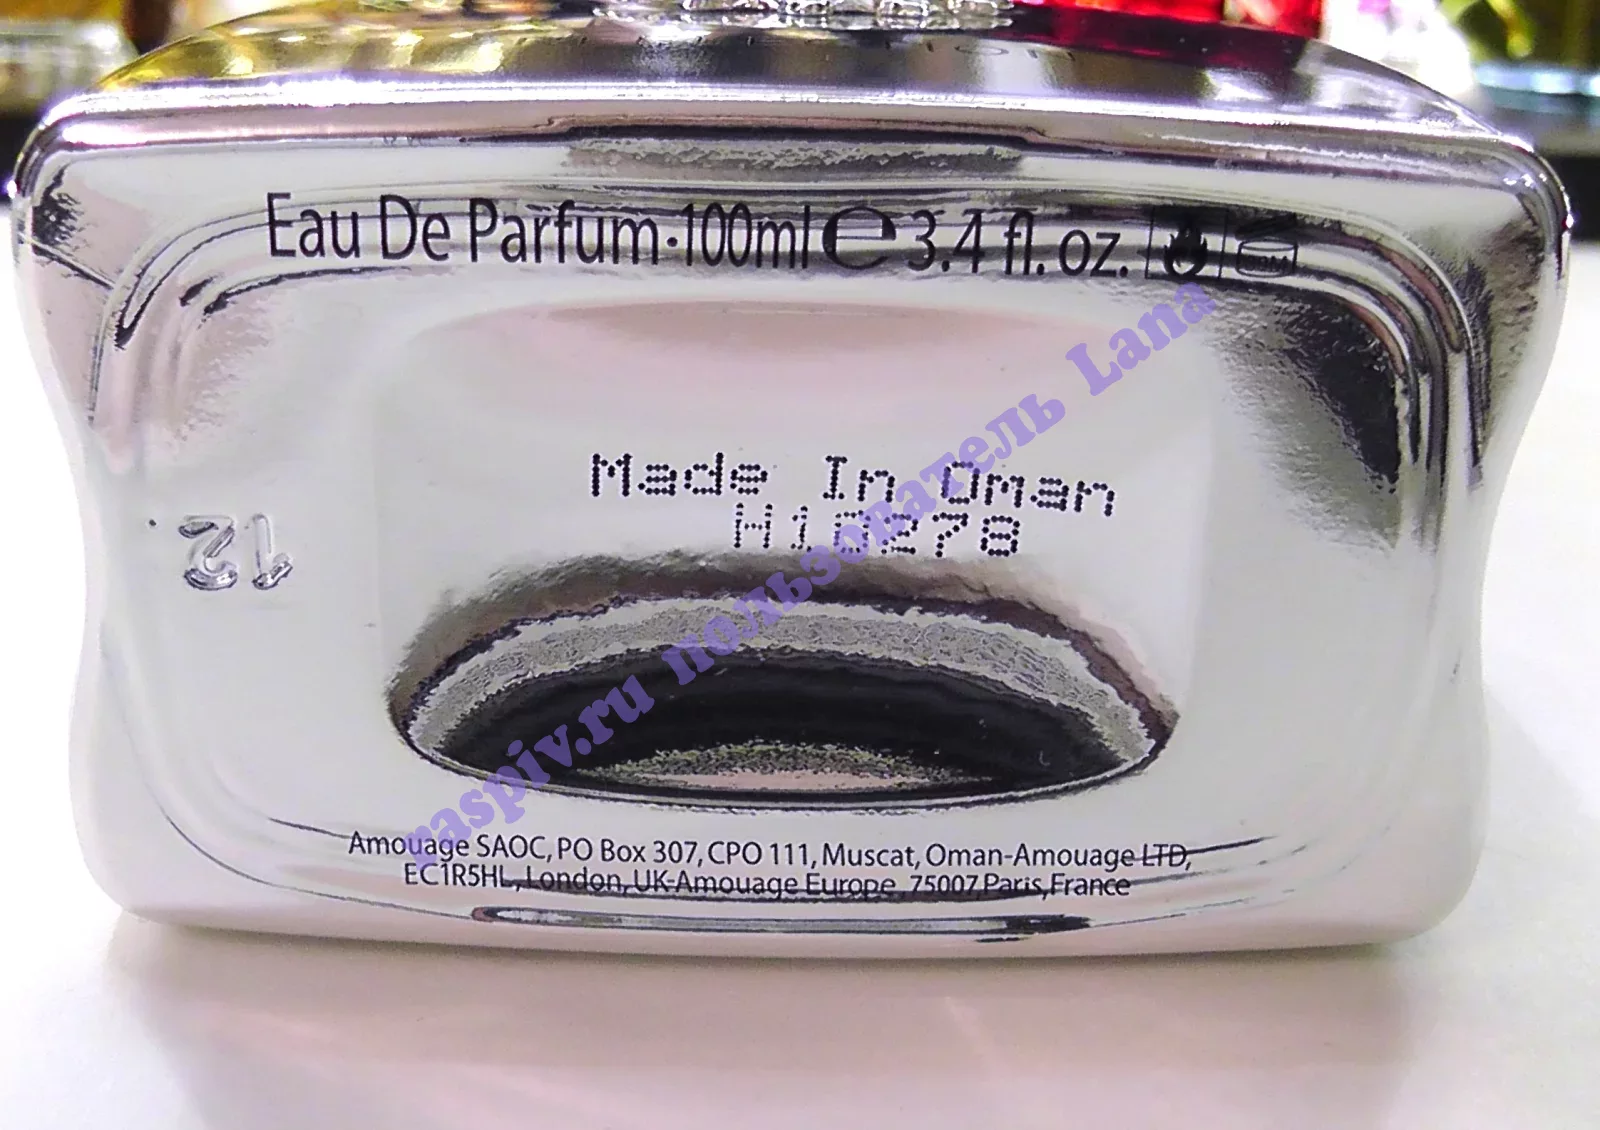 Eau De Parfum·100ml ℮ 3.4 fl. oz.
Made In Oman
H10278
12
Amouage SAOC, PO Box 307, CPO 111, Muscat, Oman-Amouage LTD,
EC1R5HL, London, UK-Amouage Europe, 75007,Paris,France
raspiv.ru пользователь Lana